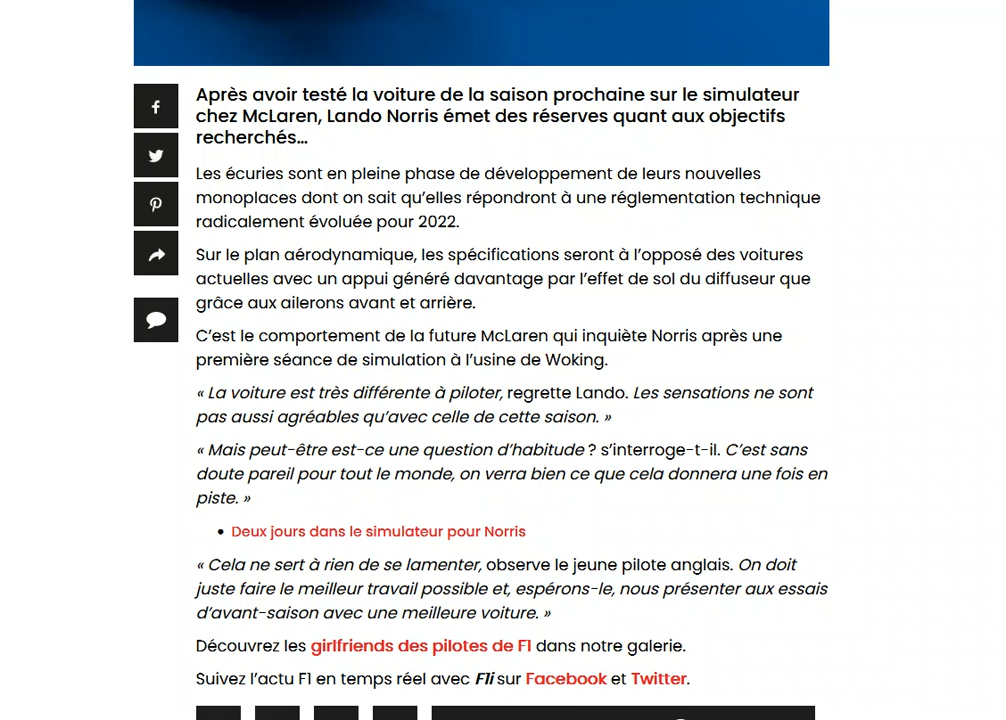 Après avoir testé la voiture de la saison prochaine sur le simulateur
chez McLaren, Lando Norris émet des réserves quant aux objectifs
recherchés...
Les écuries sont en pleine phase de développement de leurs nouvelles
monoplaces dont on sait qu’elles répondront à une réglementation technique
radicalement évoluée pour 2022.
Sur le plan aérodynamique, les spécifications seront à l’opposé des voitures
actuelles avec un appui généré davantage par l’effet de sol du diffuseur que
grâce aux ailerons avant et arrière.
C’est le comportement de la future McLaren qui inquiète Norris après une
première séance de simulation à l’usine de Woking.
« La voiture est très différente à piloter, regrette Lando. Les sensations ne sont
pas aussi agréables qu’avec celle de cette saison. »
« Mais peut-être est-ce une question d’habitude ? s’interroge-t-il. C’est sans
doute pareil pour tout le monde, on verra bien ce que cela donnera une fois en
piste. »
• Deux jours dans le simulateur pour Norris
« Cela ne sert à rien de se lamenter, observe le jeune pilote anglais. On doit
juste faire le meilleur travail possible et, espérons-le, nous présenter aux essais
d’avant-saison avec une meilleure voiture. »
Découvrez les girlfriends des pilotes de F1 dans notre galerie.
Suivez l’actu F1 en temps réel avec F1i sur Facebook et Twitter.